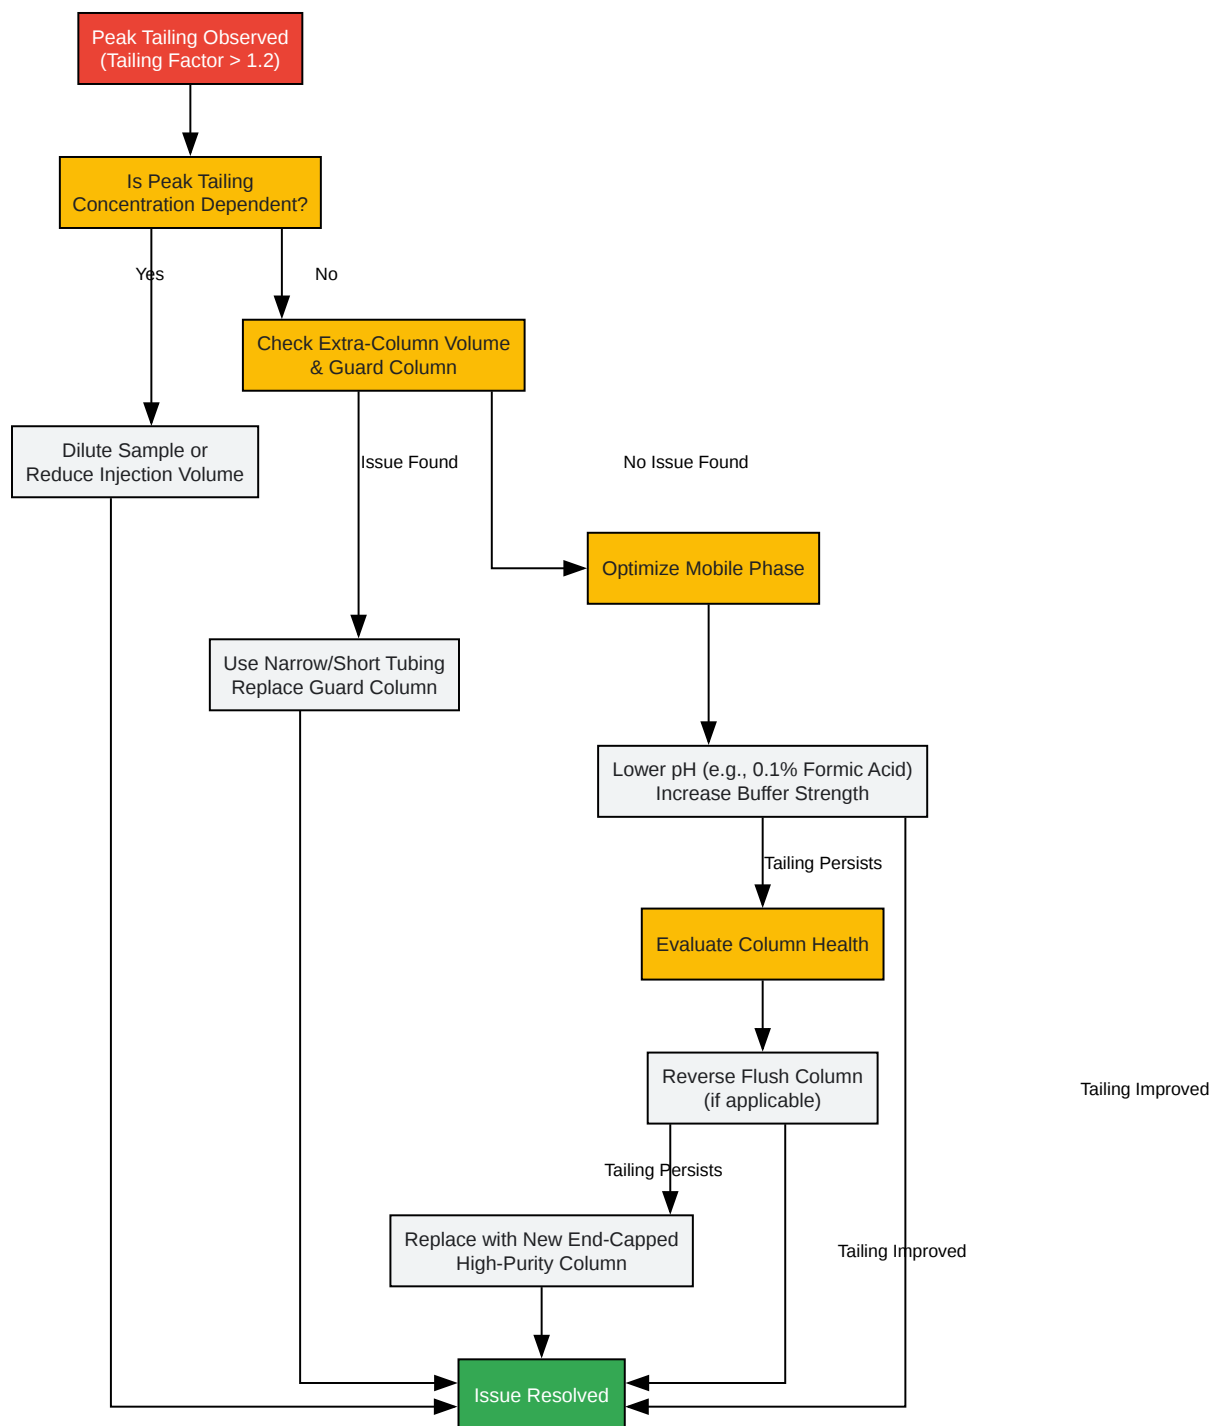 Peak Tailing Observed
(Tailing Factor > 1.2)
Is Peak Tailing
Concentration Dependent?
Yes
No
Check Extra-Column Volume
& Guard Column
Dilute Sample or
Reduce Injection Volume
Issue Found
No Issue Found
Optimize Mobile Phase
Use Narrow/Short Tubing
Replace Guard Column
Lower pH (e.g., 0.1% Formic Acid)
Increase Buffer Strength
Tailing Persists
Evaluate Column Health
Reverse Flush Column
(if applicable)
Tailing Improved
Tailing Persists
Replace with New End-Capped
High-Purity Column
Tailing Improved
Issue Resolved